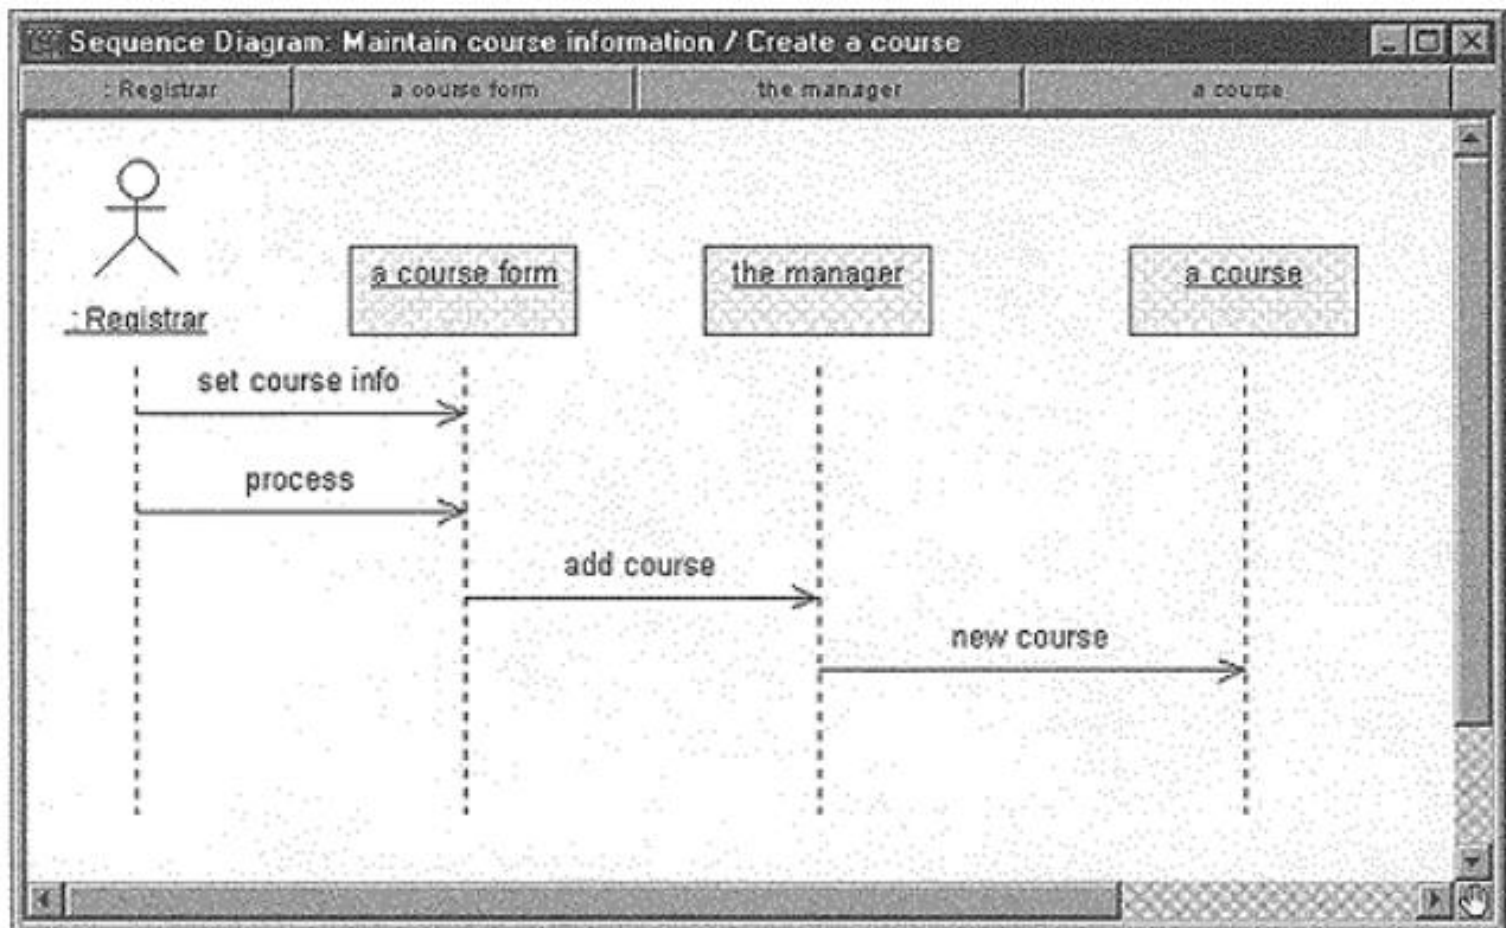 Sequence Diagram: Maintain course information / Create a course
: Registrar a course form the manager a course
a course form the manager a course
: Registrar
set course info
process
add course
new course